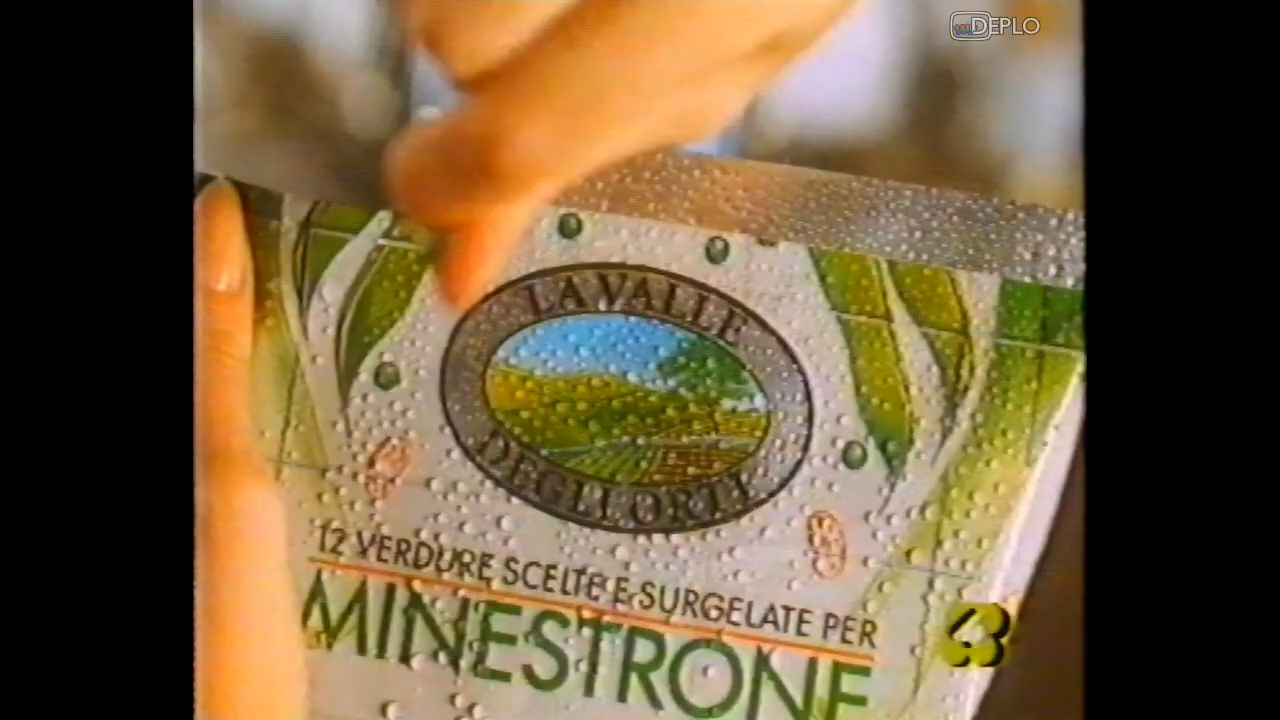 DEPLO
LA VALLE
DEGLI ORTI
12 VERDURE SCELTE E SURGELATE PER
MINESTRONE